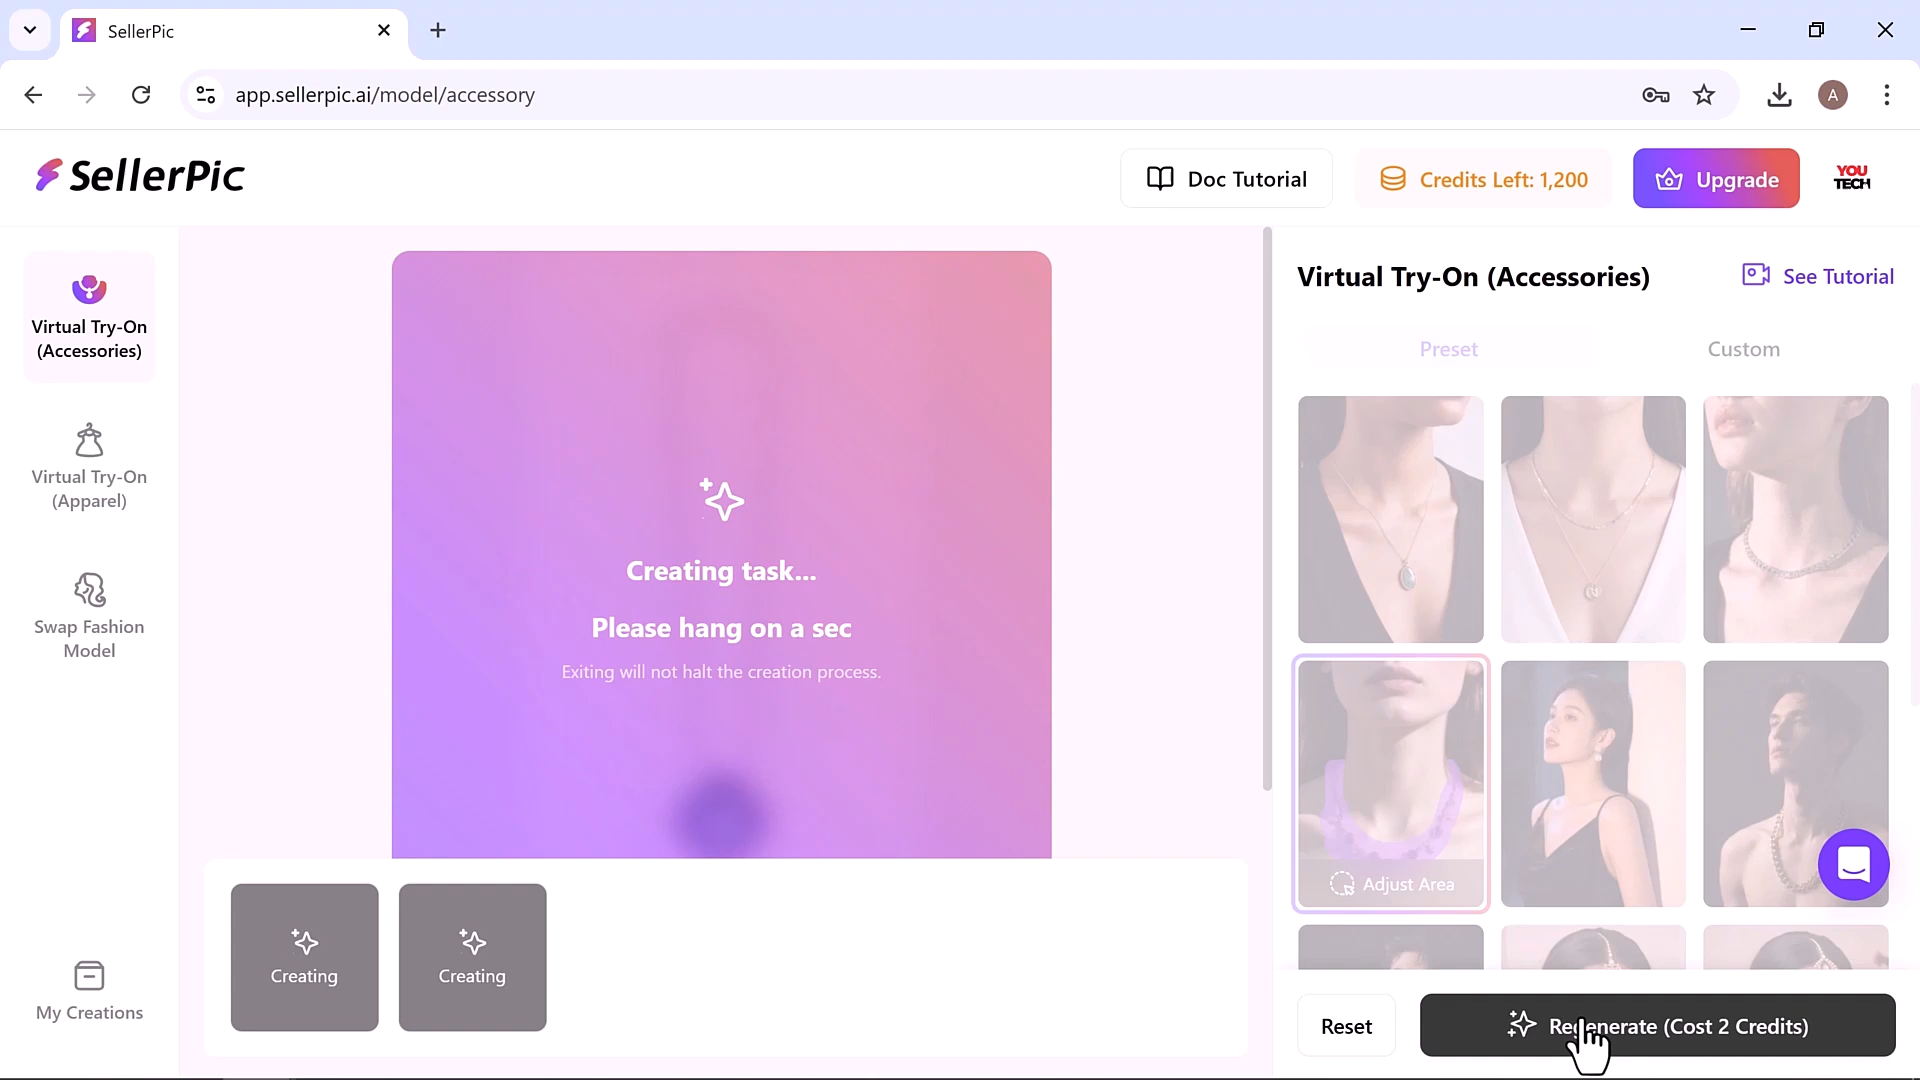 SellerPic
app.sellerpic.ai/model/accessory
A
SellerPic
Doc Tutorial
Credits Left: 1,200
Upgrade
YOU
TECH
Virtual Try-On
(Accessories)
Virtual Try-On
(Apparel)
Swap Fashion
Model
My Creations
Creating task...
Please hang on a sec
Exiting will not halt the creation process.
Creating
Creating
Virtual Try-On (Accessories)
See Tutorial
Preset
Custom
Adjust Area
Reset
Regenerate (Cost 2 Credits)